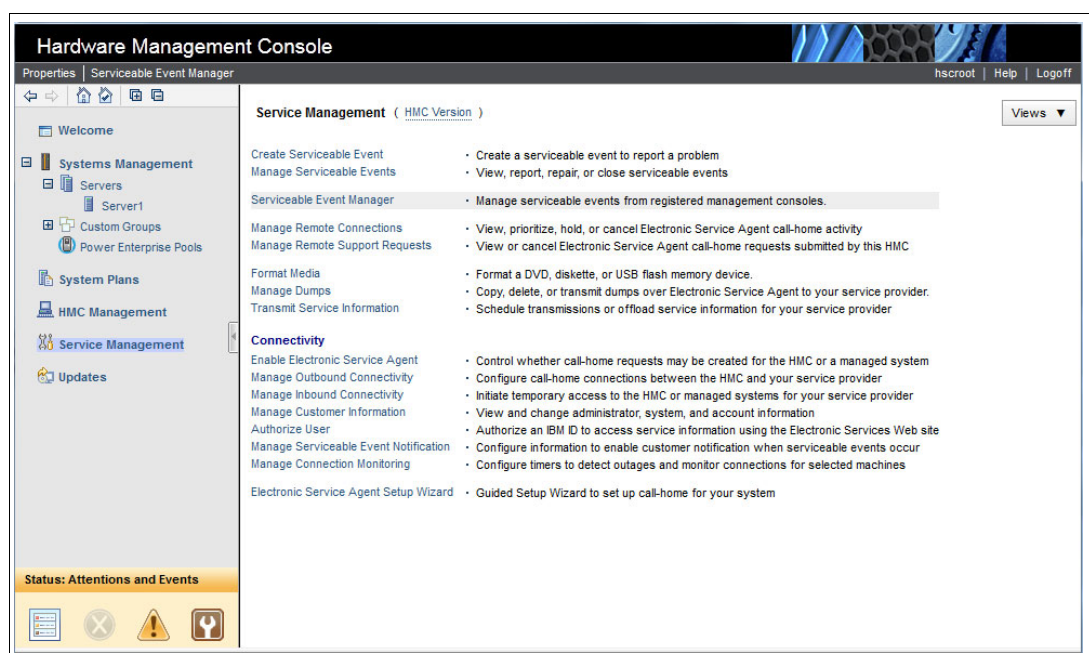 Hardware Management Console
Properties | Serviceable Event Manager
hscroot | Help | Logoff
Welcome
Systems Management
Servers
Server1
Custom Groups
Power Enterprise Pools
System Plans
HMC Management
Service Management
Updates
Status: Attentions and Events
Service Management ( HMC Version )
Views ▼
Create Serviceable Event · Create a serviceable event to report a problem
Manage Serviceable Events · View, report, repair, or close serviceable events
Serviceable Event Manager · Manage serviceable events from registered management consoles.
Manage Remote Connections · View, prioritize, hold, or cancel Electronic Service Agent call-home activity
Manage Remote Support Requests · View or cancel Electronic Service Agent call-home requests submitted by this HMC
Format Media · Format a DVD, diskette, or USB flash memory device.
Manage Dumps · Copy, delete, or transmit dumps over Electronic Service Agent to your service provider.
Transmit Service Information · Schedule transmissions or offload service information for your service provider
Connectivity
Enable Electronic Service Agent · Control whether call-home requests may be created for the HMC or a managed system
Manage Outbound Connectivity · Configure call-home connections between the HMC and your service provider
Manage Inbound Connectivity · Initiate temporary access to the HMC or managed systems for your service provider
Manage Customer Information · View and change administrator, system, and account information
Authorize User · Authorize an IBM ID to access service information using the Electronic Services Web site
Manage Serviceable Event Notification · Configure information to enable customer notification when serviceable events occur
Manage Connection Monitoring · Configure timers to detect outages and monitor connections for selected machines
Electronic Service Agent Setup Wizard · Guided Setup Wizard to set up call-home for your system